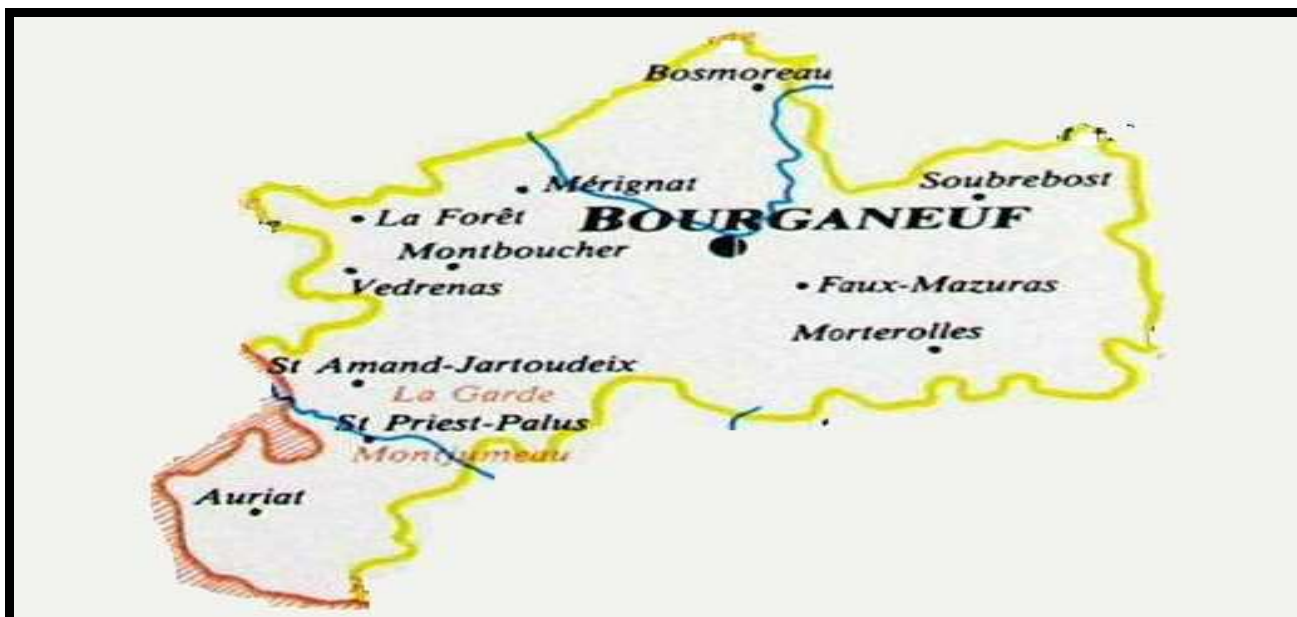 Bosmoreau
Soubrebost
Mérignat
La Forêt
BOURGANEUF
Montboucher
Vedrenas
Faux-Mazuras
Morterolles
St Amand-Jartoudeix
La Garde
St Priest-Palus
Montjumeau
Auriat